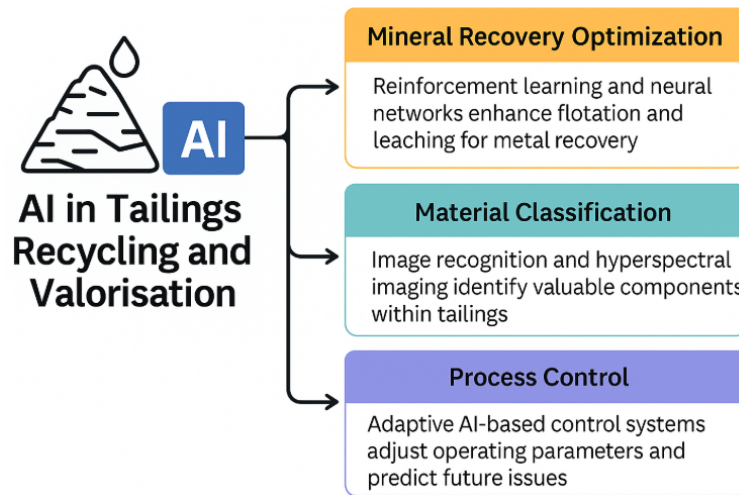 AI
AI in Tailings
Recycling and
Valorisation
Mineral Recovery Optimization
Reinforcement learning and neural
networks enhance flotation and
leaching for metal recovery
Material Classification
Image recognition and hyperspectral
imaging identify valuable components
within tailings
Process Control
Adaptive AI-based control systems
adjust operating parameters and
predict future issues